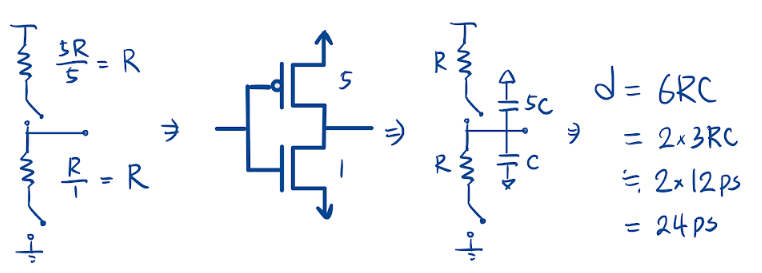 5R/5 = R
R/1 = R
⇒
5
1
⇒
R
5C
R
C
⇒
d = 6RC
= 2×3RC
≒ 2×12ps
= 24ps